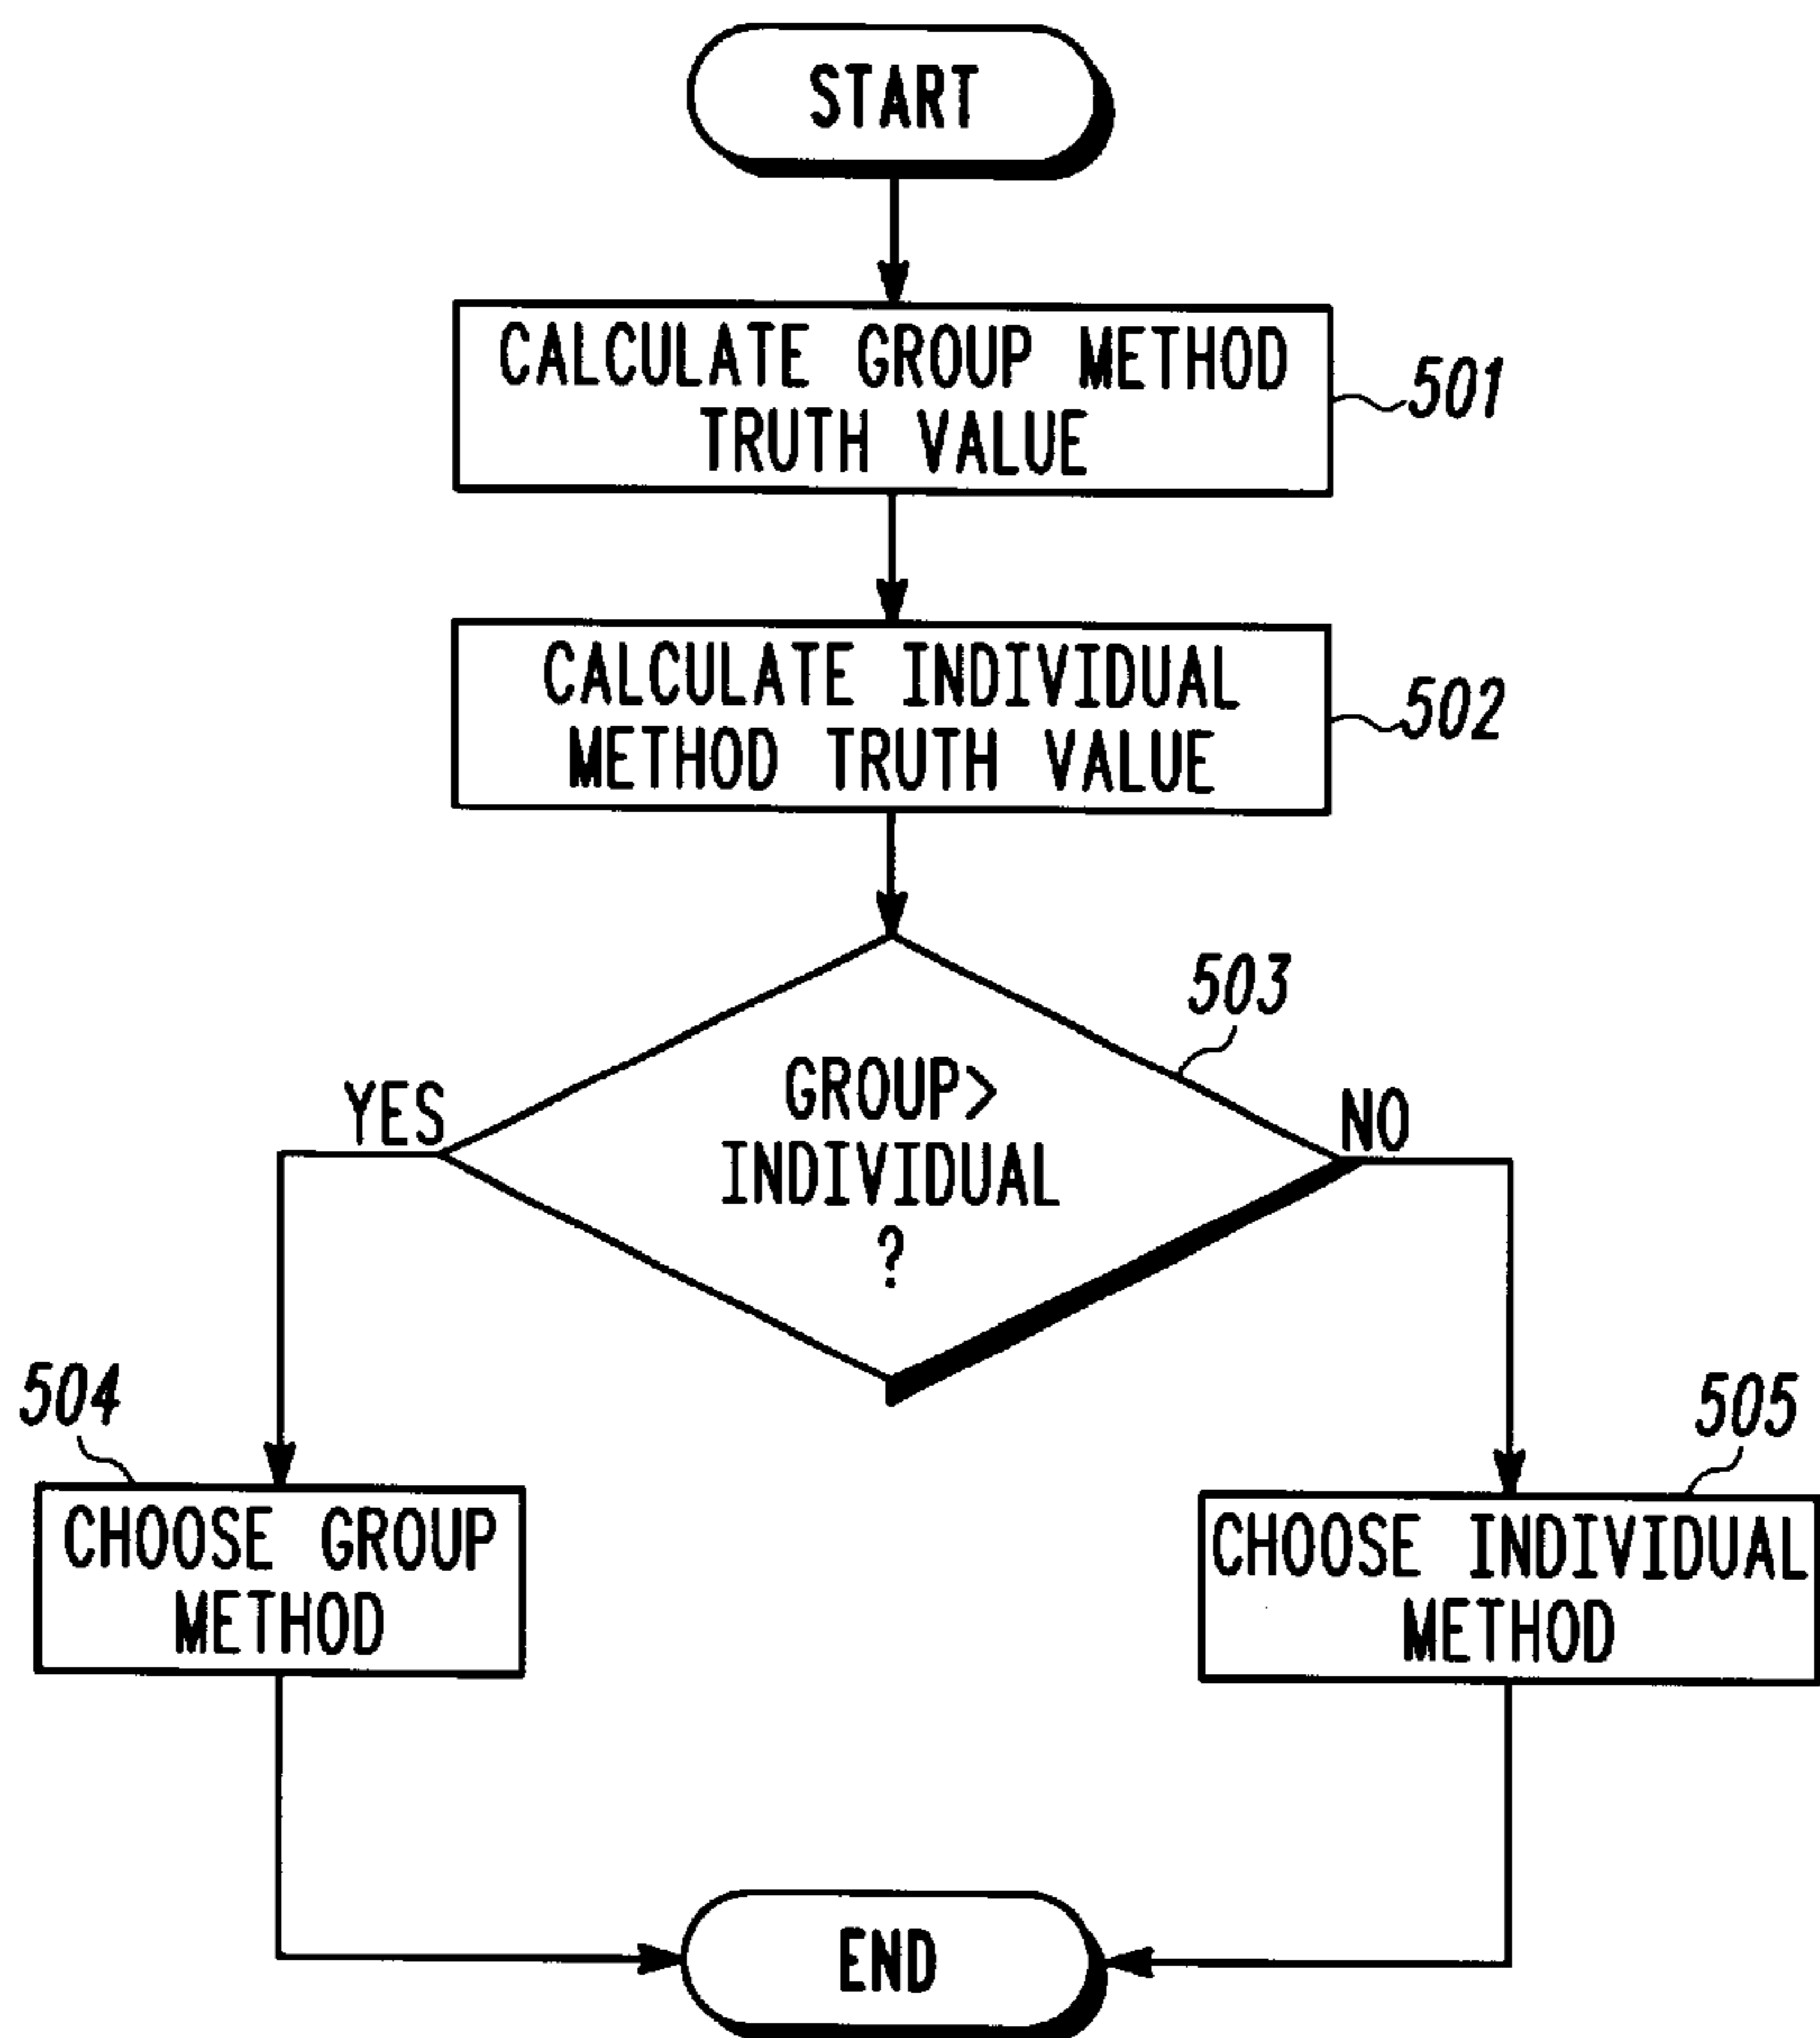 START
CALCULATE GROUP METHOD
TRUTH VALUE
501
CALCULATE INDIVIDUAL
METHOD TRUTH VALUE
502
503
GROUP>
INDIVIDUAL
?
YES
NO
504
CHOOSE GROUP
METHOD
505
CHOOSE INDIVIDUAL
METHOD
END